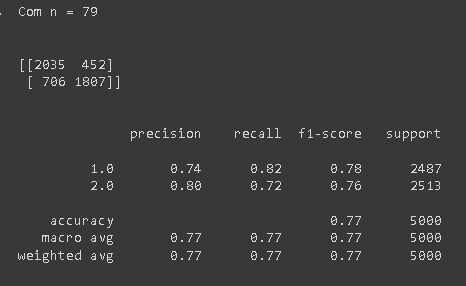 Com n = 79
[[2035 452]
[ 706 1807]]
precision recall f1-score support
1.0 0.74 0.82 0.78 2487
2.0 0.80 0.72 0.76 2513
accuracy 0.77 5000
macro avg 0.77 0.77 0.77 5000
weighted avg 0.77 0.77 0.77 5000